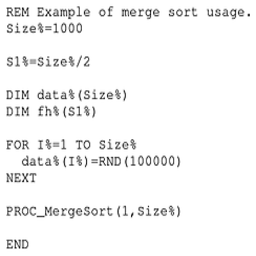 REM Example of merge sort usage.
Size%=1000
S1%=Size%/2
DIM data%(Size%)
DIM fh%(S1%)
FOR I%=1 TO Size%
  data%(I%)=RND(100000)
NEXT
PROC_MergeSort(1,Size%)
END